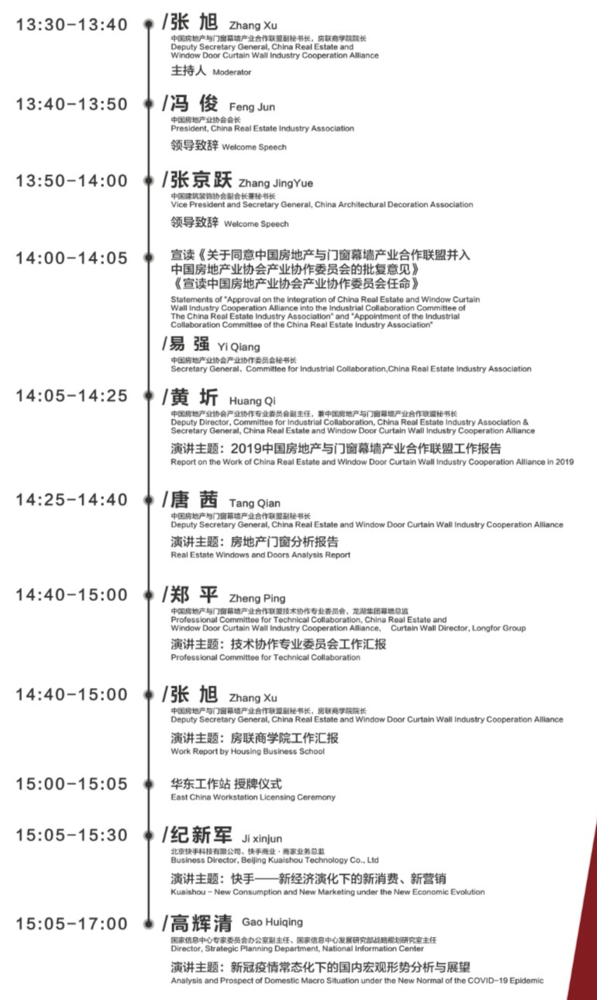 13:30-13:40
/张 旭 Zhang Xu
中国房地产与门窗幕墙产业合作联盟副秘书长，房联商学院院长
Deputy Secretary General, China Real Estate and
Window Door Curtain Wall Industry Cooperation Alliance
主持人 Moderator
13:40-13:50
/冯 俊 Feng Jun
中国房地产业协会会长
President, China Real Estate Industry Association
领导致辞 Welcome Speech
13:50-14:00
/张京跃 Zhang JingYue
中国建筑装饰协会副会长兼秘书长
Vice President and Secretary General, China Architectural Decoration Association
领导致辞 Welcome Speech
14:00-14:05
宣读《关于同意中国房地产与门窗幕墙产业合作联盟并入
中国房地产业协会产业协作委员会的批复意见》
《宣读中国房地产业协会产业协作委员会任命》
Statements of "Approval on the integration of China Real Estate and Window Curtain
Wall Industry Cooperation Alliance into the Industrial Collaboration Committee of
The China Real Estate Industry Association" and "Appointment of the Industrial
Collaboration Committee of the China Real Estate Industry Association"
/易 强 Yi Qiang
中国房地产业协会产业协作委员会秘书长
Secretary General，Committee for Industrial Collaboration,China Real Estate Industry Association
14:05-14:25
/黄 圻 Huang Qi
中国房地产业协会产业协作专业委员会副主任，兼中国房地产与门窗幕墙产业合作联盟秘书长
Deputy Director, Committee for Industrial Collaboration, China Real Estate Industry Association &
Secretary General, China Real Estate and Window Door Curtain Wall Industry Cooperation Alliance
演讲主题：2019中国房地产与门窗幕墙产业合作联盟工作报告
Report on the Work of China Real Estate and Window Door Curtain Wall Industry Cooperation Alliance in 2019
14:25-14:40
/唐 茜 Tang Qian
中国房地产与门窗幕墙产业合作联盟副秘书长
Deputy Secretary General, China Real Estate and Window Door Curtain Wall Industry Cooperation Alliance
演讲主题：房地产门窗分析报告
Real Estate Windows and Doors Analysis Report
14:40-15:00
/郑 平 Zheng Ping
中国房地产与门窗幕墙产业合作联盟技术协作专业委员会，龙湖集团幕墙总监
Professional Committee for Technical Collaboration, China Real Estate and
Window Door Curtain Wall Industry Cooperation Alliance, Curtain Wall Director, Longfor Group
演讲主题：技术协作专业委员会工作汇报
Professional Committee for Technical Collaboration
14:40-15:00
/张 旭 Zhang Xu
中国房地产与门窗幕墙产业合作联盟副秘书长，房联商学院院长
Deputy Secretary General, China Real Estate and Window Door Curtain Wall Industry Cooperation Alliance
演讲主题：房联商学院工作汇报
Work Report by Housing Business School
15:00-15:05
华东工作站 授牌仪式
East China Workstation Licensing Ceremony
15:05-15:30
/纪新军 Ji xinjun
北京快手科技有限公司、快手商业·商家业务总监
Business Director, Beijing Kuaishou Technology Co., Ltd
演讲主题：快手——新经济演化下的新消费、新营销
Kuaishou - New Consumption and New Marketing under the New Economic Evolution
15:05-17:00
/高辉清 Gao Huiqing
国家信息中心专家委员会办公室副主任、国家信息中心发展研究部战略规划研究室主任
Director, Strategic Planning Department, National Information Center
演讲主题：新冠疫情常态化下的国内宏观形势分析与展望
Analysis and Prospect of Domestic Macro Situation under the New Normal of the COVID-19 Epidemic